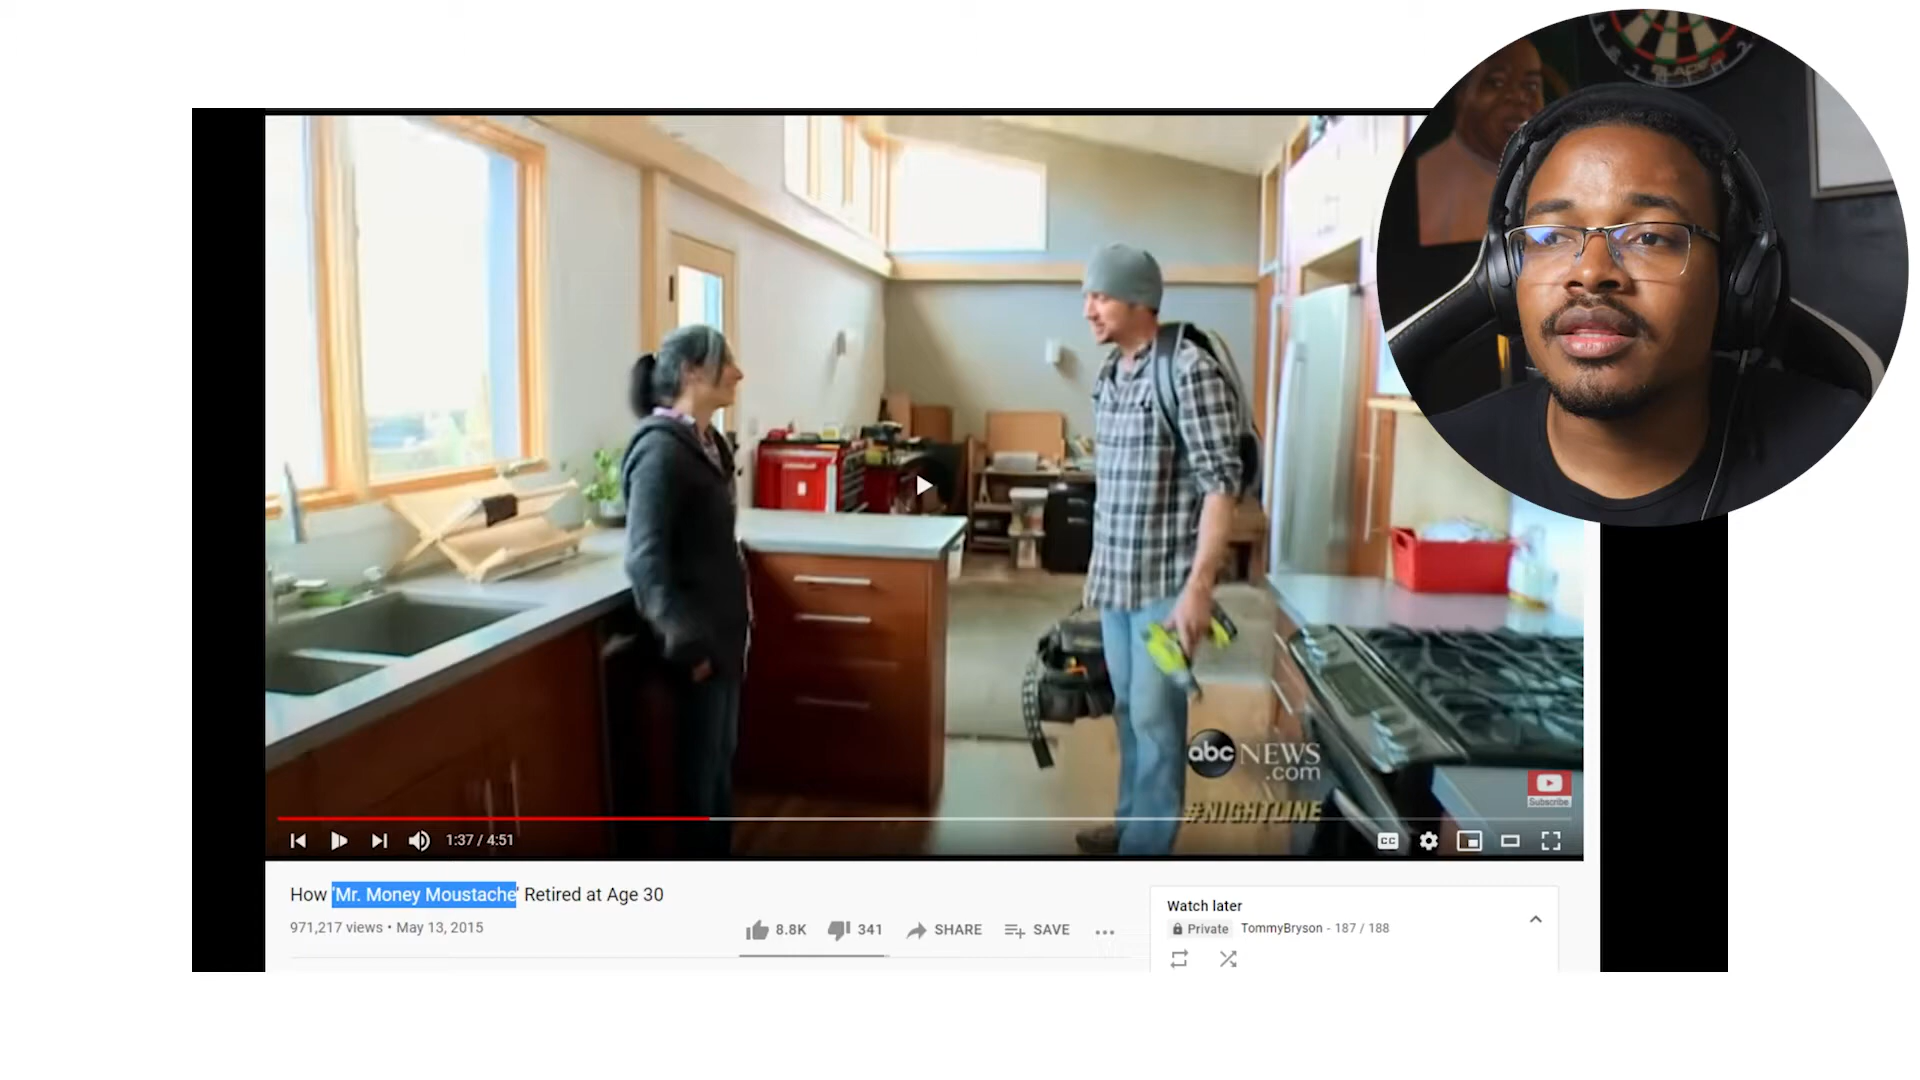 BLADE
abc NEWS
.com
#NIGHTLINE
Subscribe
1:37 / 4:51
CC
How 'Mr. Money Moustache' Retired at Age 30
971,217 views • May 13, 2015
8.8K
341
SHARE
SAVE
Watch later
Private
TommyBryson - 187 / 188